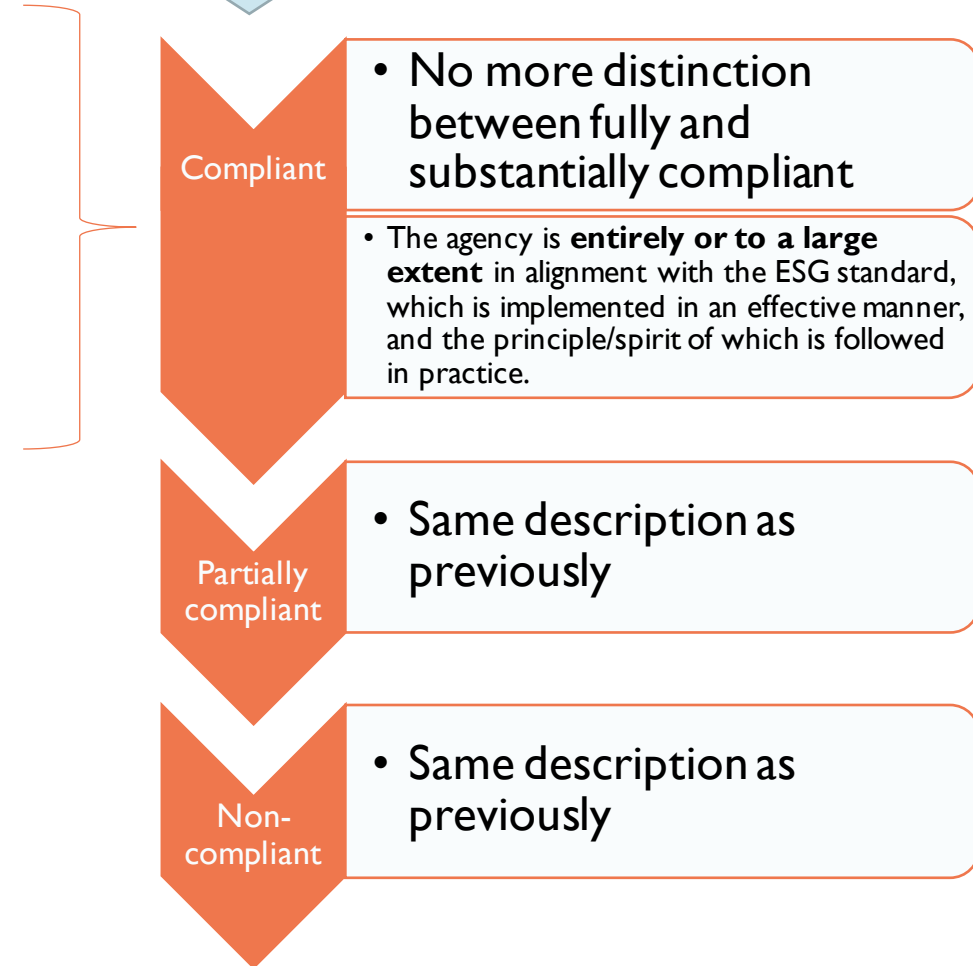 Compliant
• No more distinction
between fully and
substantially compliant
• The agency is entirely or to a large
extent in alignment with the ESG standard,
which is implemented in an effective manner,
and the principle/spirit of which is followed
in practice.
Partially
compliant
• Same description as
previously
Non-
compliant
• Same description as
previously